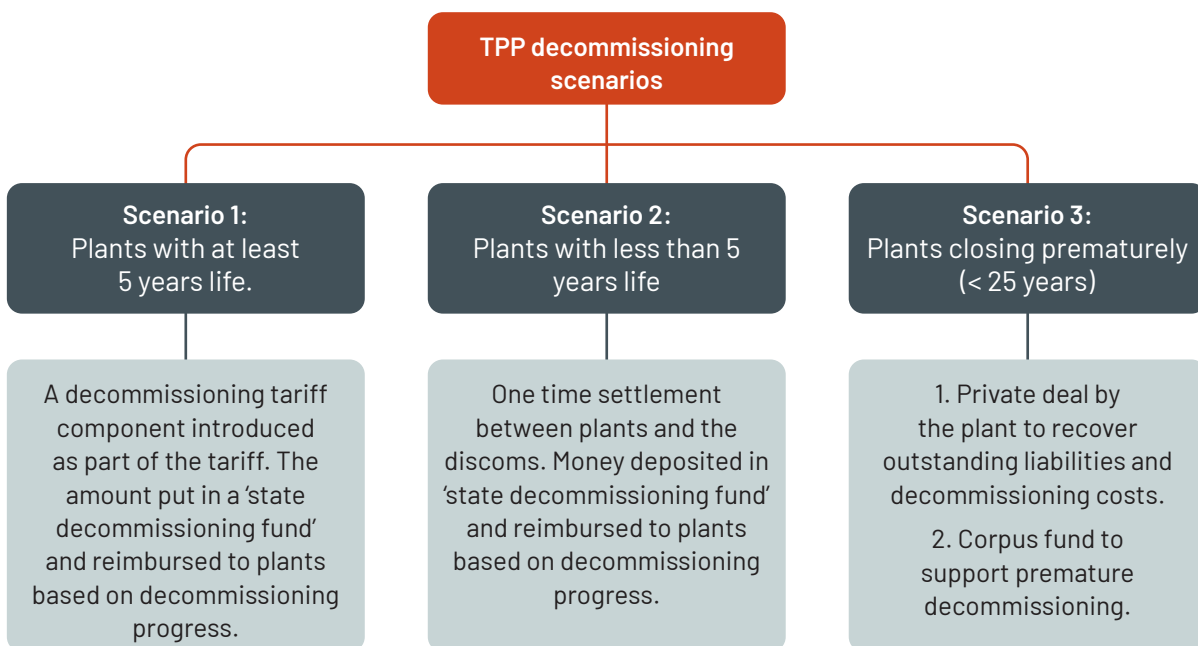 TPP decommissioning
scenarios
Scenario 1:
Plants with at least
5 years life.
A decommissioning tariff
component introduced
as part of the tariff. The
amount put in a ‘state
decommissioning fund’
and reimbursed to plants
based on decommissioning
progress.
Scenario 2:
Plants with less than 5
years life
One time settlement
between plants and the
discoms. Money deposited in
‘state decommissioning fund’
and reimbursed to plants
based on decommissioning
progress.
Scenario 3:
Plants closing prematurely
(< 25 years)
1. Private deal by
the plant to recover
outstanding liabilities and
decommissioning costs.
2. Corpus fund to
support premature
decommissioning.